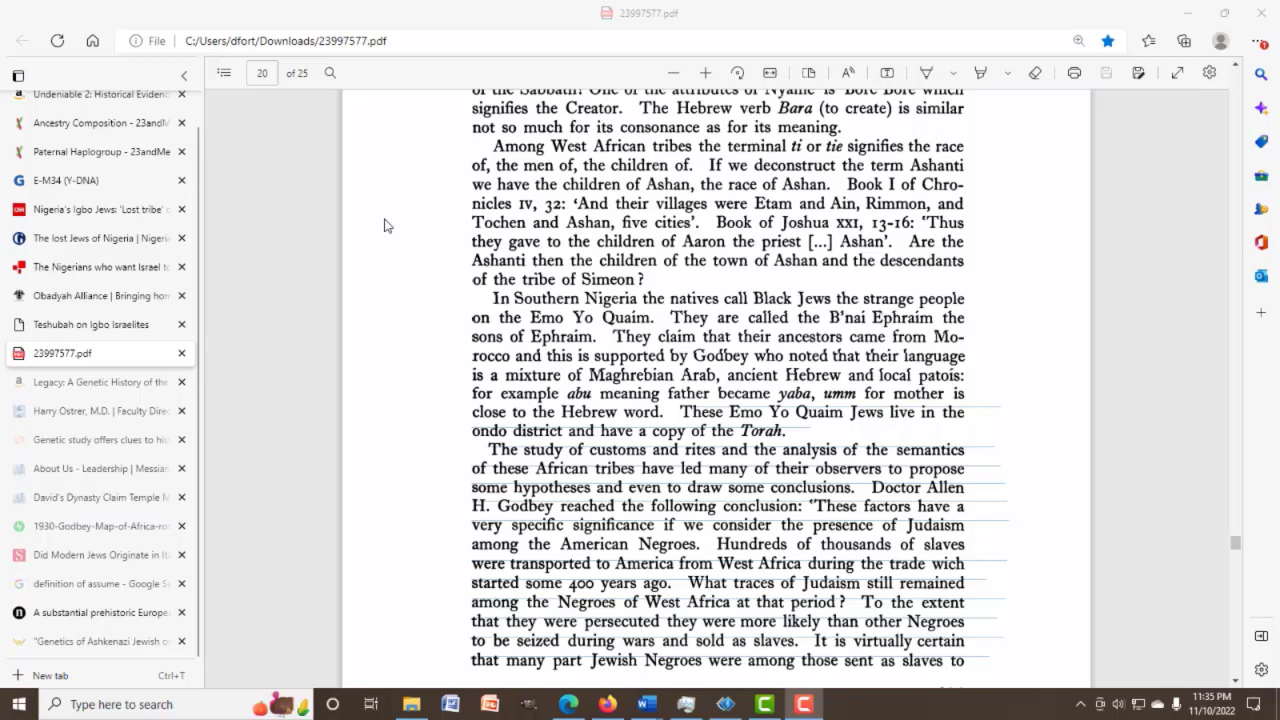 23997577.pdf
File
C:/Users/dfort/Downloads/23997577.pdf
20
of 25
Undeniable 2: Historical Eviden
Ancestry Composition - 23andM
Paternal Haplogroup - 23andMe
E-M34 (Y-DNA)
Nigeria's Igbo Jews: 'Lost tribe' o
The lost Jews of Nigeria | Nigeri
The Nigerians who want Israel to
Obadyah Alliance | Bringing hom
Teshubah on Igbo Israelites
23997577.pdf
Legacy: A Genetic History of the
Harry Ostrer, M.D. | Faculty Direc
Genetic study offers clues to his
About Us - Leadership | Messian
David's Dynasty Claim Temple M
1930-Godbey-Map-of-Africa-rot
Did Modern Jews Originate in Ita
definition of assume - Google Se
A substantial prehistoric Europea
"Genetics of Ashkenazi Jewish o
New tab
Ctrl+T
of the Sabbath? One of the attributes of Nyame is Bore Bore which
signifies the Creator. The Hebrew verb Bara (to create) is similar
not so much for its consonance as for its meaning.
Among West African tribes the terminal ti or tie signifies the race
of, the men of, the children of. If we deconstruct the term Ashanti
we have the children of Ashan, the race of Ashan. Book I of Chro-
nicles IV, 32: 'And their villages were Etam and Ain, Rimmon, and
Tochen and Ashan, five cities'. Book of Joshua XXI, 13-16: 'Thus
they gave to the children of Aaron the priest [...] Ashan'. Are the
Ashanti then the children of the town of Ashan and the descendants
of the tribe of Simeon?
In Southern Nigeria the natives call Black Jews the strange people
on the Emo Yo Quaim. They are called the B'nai Ephraim the
sons of Ephraim. They claim that their ancestors came from Mo-
rocco and this is supported by Godbey who noted that their language
is a mixture of Maghrebian Arab, ancient Hebrew and local patois:
for example abu meaning father became yaba, umm for mother is
close to the Hebrew word. These Emo Yo Quaim Jews live in the
ondo district and have a copy of the Torah.
The study of customs and rites and the analysis of the semantics
of these African tribes have led many of their observers to propose
some hypotheses and even to draw some conclusions. Doctor Allen
H. Godbey reached the following conclusion: 'These factors have a
very specific significance if we consider the presence of Judaism
among the American Negroes. Hundreds of thousands of slaves
were transported to America from West Africa during the trade wich
started some 400 years ago. What traces of Judaism still remained
among the Negroes of West Africa at that period? To the extent
that they were persecuted they were more likely than other Negroes
to be seized during wars and sold as slaves. It is virtually certain
that many part Jewish Negroes were among those sent as slaves to
Type here to search
11:35 PM
11/10/2022